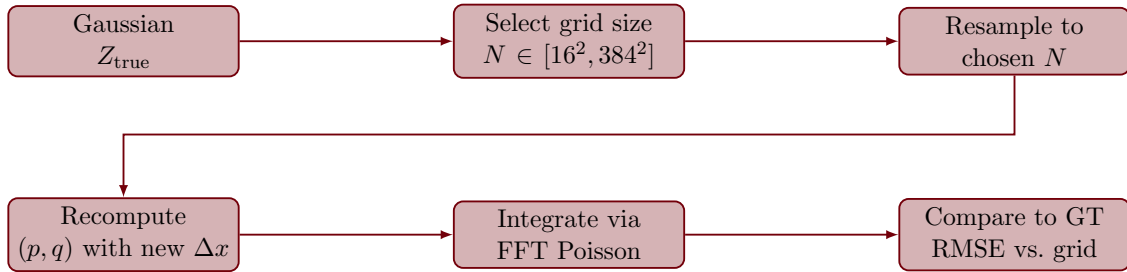 Gaussian
Z_true
Select grid size
N ∈ [16², 384²]
Resample to
chosen N
Recompute
(p, q) with new Δx
Integrate via
FFT Poisson
Compare to GT
RMSE vs. grid